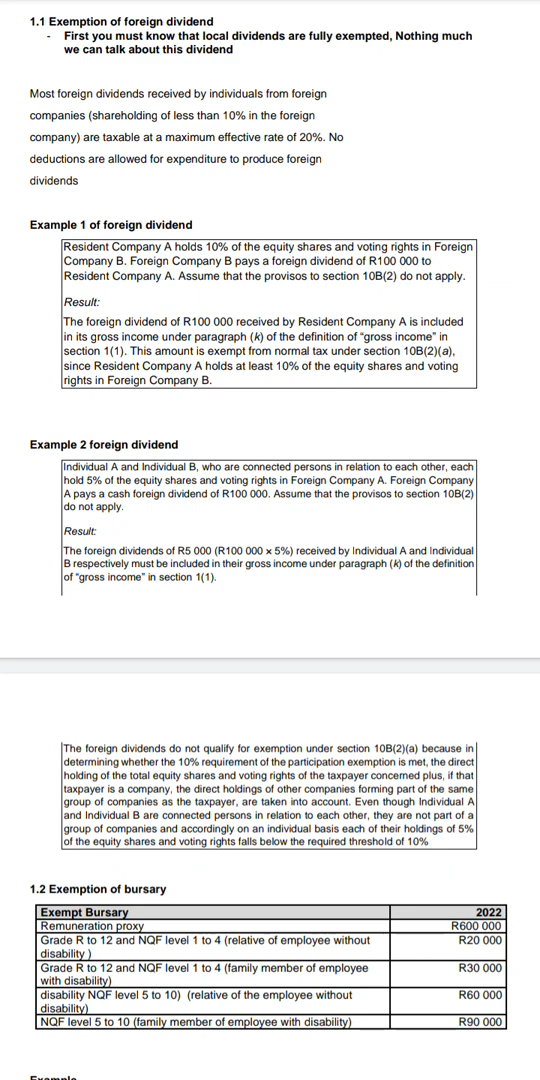 1.1 Exemption of foreign dividend
- First you must know that local dividends are fully exempted, Nothing much
we can talk about this dividend
Most foreign dividends received by individuals from foreign
companies (shareholding of less than 10% in the foreign
company) are taxable at a maximum effective rate of 20%. No
deductions are allowed for expenditure to produce foreign
dividends
Example 1 of foreign dividend
Resident Company A holds 10% of the equity shares and voting rights in Foreign
Company B. Foreign Company B pays a foreign dividend of R100 000 to
Resident Company A. Assume that the provisos to section 10B(2) do not apply.
Result:
The foreign dividend of R100 000 received by Resident Company A is included
in its gross income under paragraph (k) of the definition of "gross income" in
section 1(1). This amount is exempt from normal tax under section 10B(2)(a),
since Resident Company A holds at least 10% of the equity shares and voting
rights in Foreign Company B.
Example 2 foreign dividend
Individual A and Individual B, who are connected persons in relation to each other, each
hold 5% of the equity shares and voting rights in Foreign Company A. Foreign Company
A pays a cash foreign dividend of R100 000. Assume that the provisos to section 10B(2)
do not apply.
Result:
The foreign dividends of R5 000 (R100 000 × 5%) received by Individual A and Individual
B respectively must be included in their gross income under paragraph (k) of the definition
of "gross income" in section 1(1).
The foreign dividends do not qualify for exemption under section 10B(2)(a) because in
determining whether the 10% requirement of the participation exemption is met, the direct
holding of the total equity shares and voting rights of the taxpayer concerned plus, if that
taxpayer is a company, the direct holdings of other companies forming part of the same
group of companies as the taxpayer, are taken into account. Even though Individual A
and Individual B are connected persons in relation to each other, they are not part of a
group of companies and accordingly on an individual basis each of their holdings of 5%
of the equity shares and voting rights falls below the required threshold of 10%
1.2 Exemption of bursary
Exempt Bursary 2022
Remuneration proxy R600 000
Grade R to 12 and NQF level 1 to 4 (relative of employee without R20 000
disability )
Grade R to 12 and NQF level 1 to 4 (family member of employee R30 000
with disability)
disability NQF level 5 to 10) (relative of the employee without R60 000
disability)
NQF level 5 to 10 (family member of employee with disability) R90 000
Example